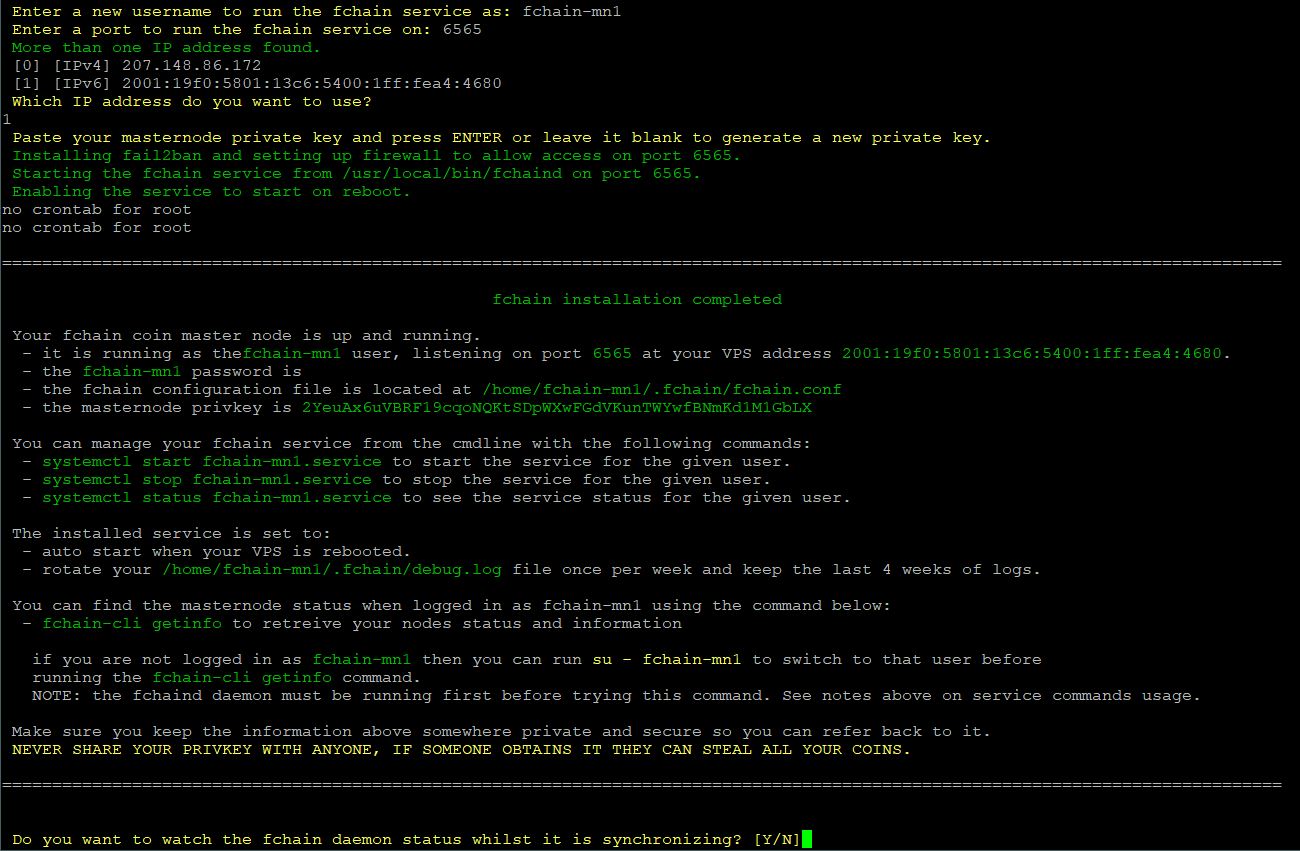 Enter a new username to run the fchain service as: fchain-mn1
Enter a port to run the fchain service on: 6565
More than one IP address found.
[0] [IPv4] 207.148.86.172
[1] [IPv6] 2001:19f0:5801:13c6:5400:1ff:fea4:4680
Which IP address do you want to use?
1
Paste your masternode private key and press ENTER or leave it blank to generate a new private key.
Installing fail2ban and setting up firewall to allow access on port 6565.
Starting the fchain service from /usr/local/bin/fchaind on port 6565.
Enabling the service to start on reboot.
no crontab for root
no crontab for root
================================================================================================================================
fchain installation completed
Your fchain coin master node is up and running.
- it is running as thefchain-mn1 user, listening on port 6565 at your VPS address 2001:19f0:5801:13c6:5400:1ff:fea4:4680.
- the fchain-mn1 password is
- the fchain configuration file is located at /home/fchain-mn1/.fchain/fchain.conf
- the masternode privkey is 2YeuAx6uVBRF19cqoNQKtSDpWXwFGdVKunTWYwfBNmKd1M1GbLX
You can manage your fchain service from the cmdline with the following commands:
- systemctl start fchain-mn1.service to start the service for the given user.
- systemctl stop fchain-mn1.service to stop the service for the given user.
- systemctl status fchain-mn1.service to see the service status for the given user.
The installed service is set to:
- auto start when your VPS is rebooted.
- rotate your /home/fchain-mn1/.fchain/debug.log file once per week and keep the last 4 weeks of logs.
You can find the masternode status when logged in as fchain-mn1 using the command below:
- fchain-cli getinfo to retreive your nodes status and information
if you are not logged in as fchain-mn1 then you can run su - fchain-mn1 to switch to that user before
running the fchain-cli getinfo command.
NOTE: the fchaind daemon must be running first before trying this command. See notes above on service commands usage.
Make sure you keep the information above somewhere private and secure so you can refer back to it.
NEVER SHARE YOUR PRIVKEY WITH ANYONE, IF SOMEONE OBTAINS IT THEY CAN STEAL ALL YOUR COINS.
================================================================================================================================
Do you want to watch the fchain daemon status whilst it is synchronizing? [Y/N]